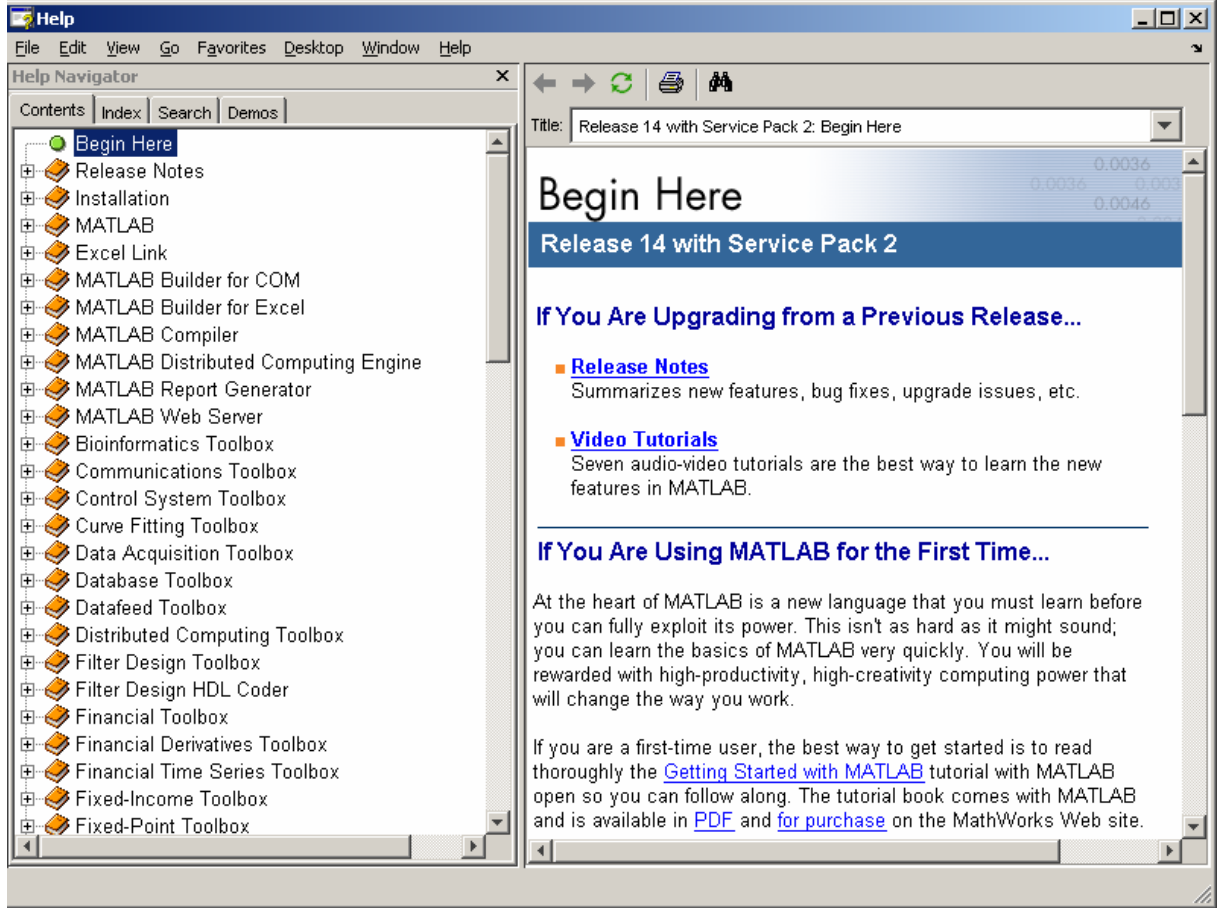 Help
File Edit View Go Favorites Desktop Window Help
Help Navigator
Contents Index Search Demos
Begin Here
Release Notes
Installation
MATLAB
Excel Link
MATLAB Builder for COM
MATLAB Builder for Excel
MATLAB Compiler
MATLAB Distributed Computing Engine
MATLAB Report Generator
MATLAB Web Server
Bioinformatics Toolbox
Communications Toolbox
Control System Toolbox
Curve Fitting Toolbox
Data Acquisition Toolbox
Database Toolbox
Datafeed Toolbox
Distributed Computing Toolbox
Filter Design Toolbox
Filter Design HDL Coder
Financial Toolbox
Financial Derivatives Toolbox
Financial Time Series Toolbox
Fixed-Income Toolbox
Fixed-Point Toolbox
Title: Release 14 with Service Pack 2: Begin Here
0.0036
0.0036 0.003
0.0046
Begin Here
Release 14 with Service Pack 2
If You Are Upgrading from a Previous Release...
Release Notes
Summarizes new features, bug fixes, upgrade issues, etc.
Video Tutorials
Seven audio-video tutorials are the best way to learn the new
features in MATLAB.
If You Are Using MATLAB for the First Time...
At the heart of MATLAB is a new language that you must learn before
you can fully exploit its power. This isn't as hard as it might sound;
you can learn the basics of MATLAB very quickly. You will be
rewarded with high-productivity, high-creativity computing power that
will change the way you work.
If you are a first-time user, the best way to get started is to read
thoroughly the Getting Started with MATLAB tutorial with MATLAB
open so you can follow along. The tutorial book comes with MATLAB
and is available in PDF and for purchase on the MathWorks Web site.